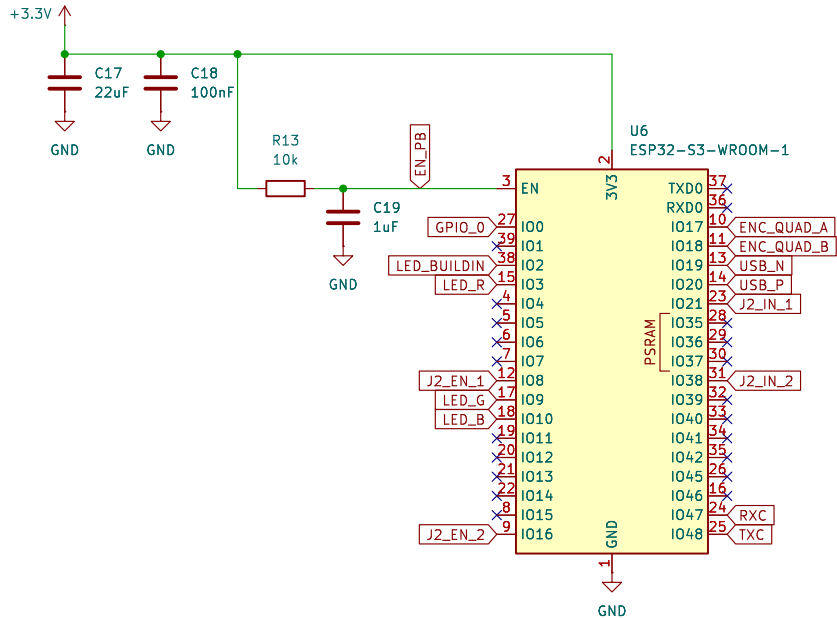 +3.3V
C17
22uF
GND
C18
100nF
GND
R13
10k
EN_PB
C19
1uF
GND
U6
ESP32-S3-WROOM-1
2
3V3
3 EN
GPIO_0 27 IO0
39 IO1
LED_BUILDIN 38 IO2
LED_R 15 IO3
4 IO4
5 IO5
6 IO6
7 IO7
J2_EN_1 12 IO8
LED_G 17 IO9
LED_B 18 IO10
19 IO11
20 IO12
21 IO13
22 IO14
8 IO15
J2_EN_2 9 IO16
TXD0 37
RXD0 36
IO17 10 ENC_QUAD_A
IO18 11 ENC_QUAD_B
IO19 13 USB_N
IO20 14 USB_P
IO21 23 J2_IN_1
PSRAM
IO35 28
IO36 29
IO37 30
IO38 31 J2_IN_2
IO39 32
IO40 33
IO41 34
IO42 35
IO45 26
IO46 16
IO47 24 RXC
IO48 25 TXC
GND
1
GND